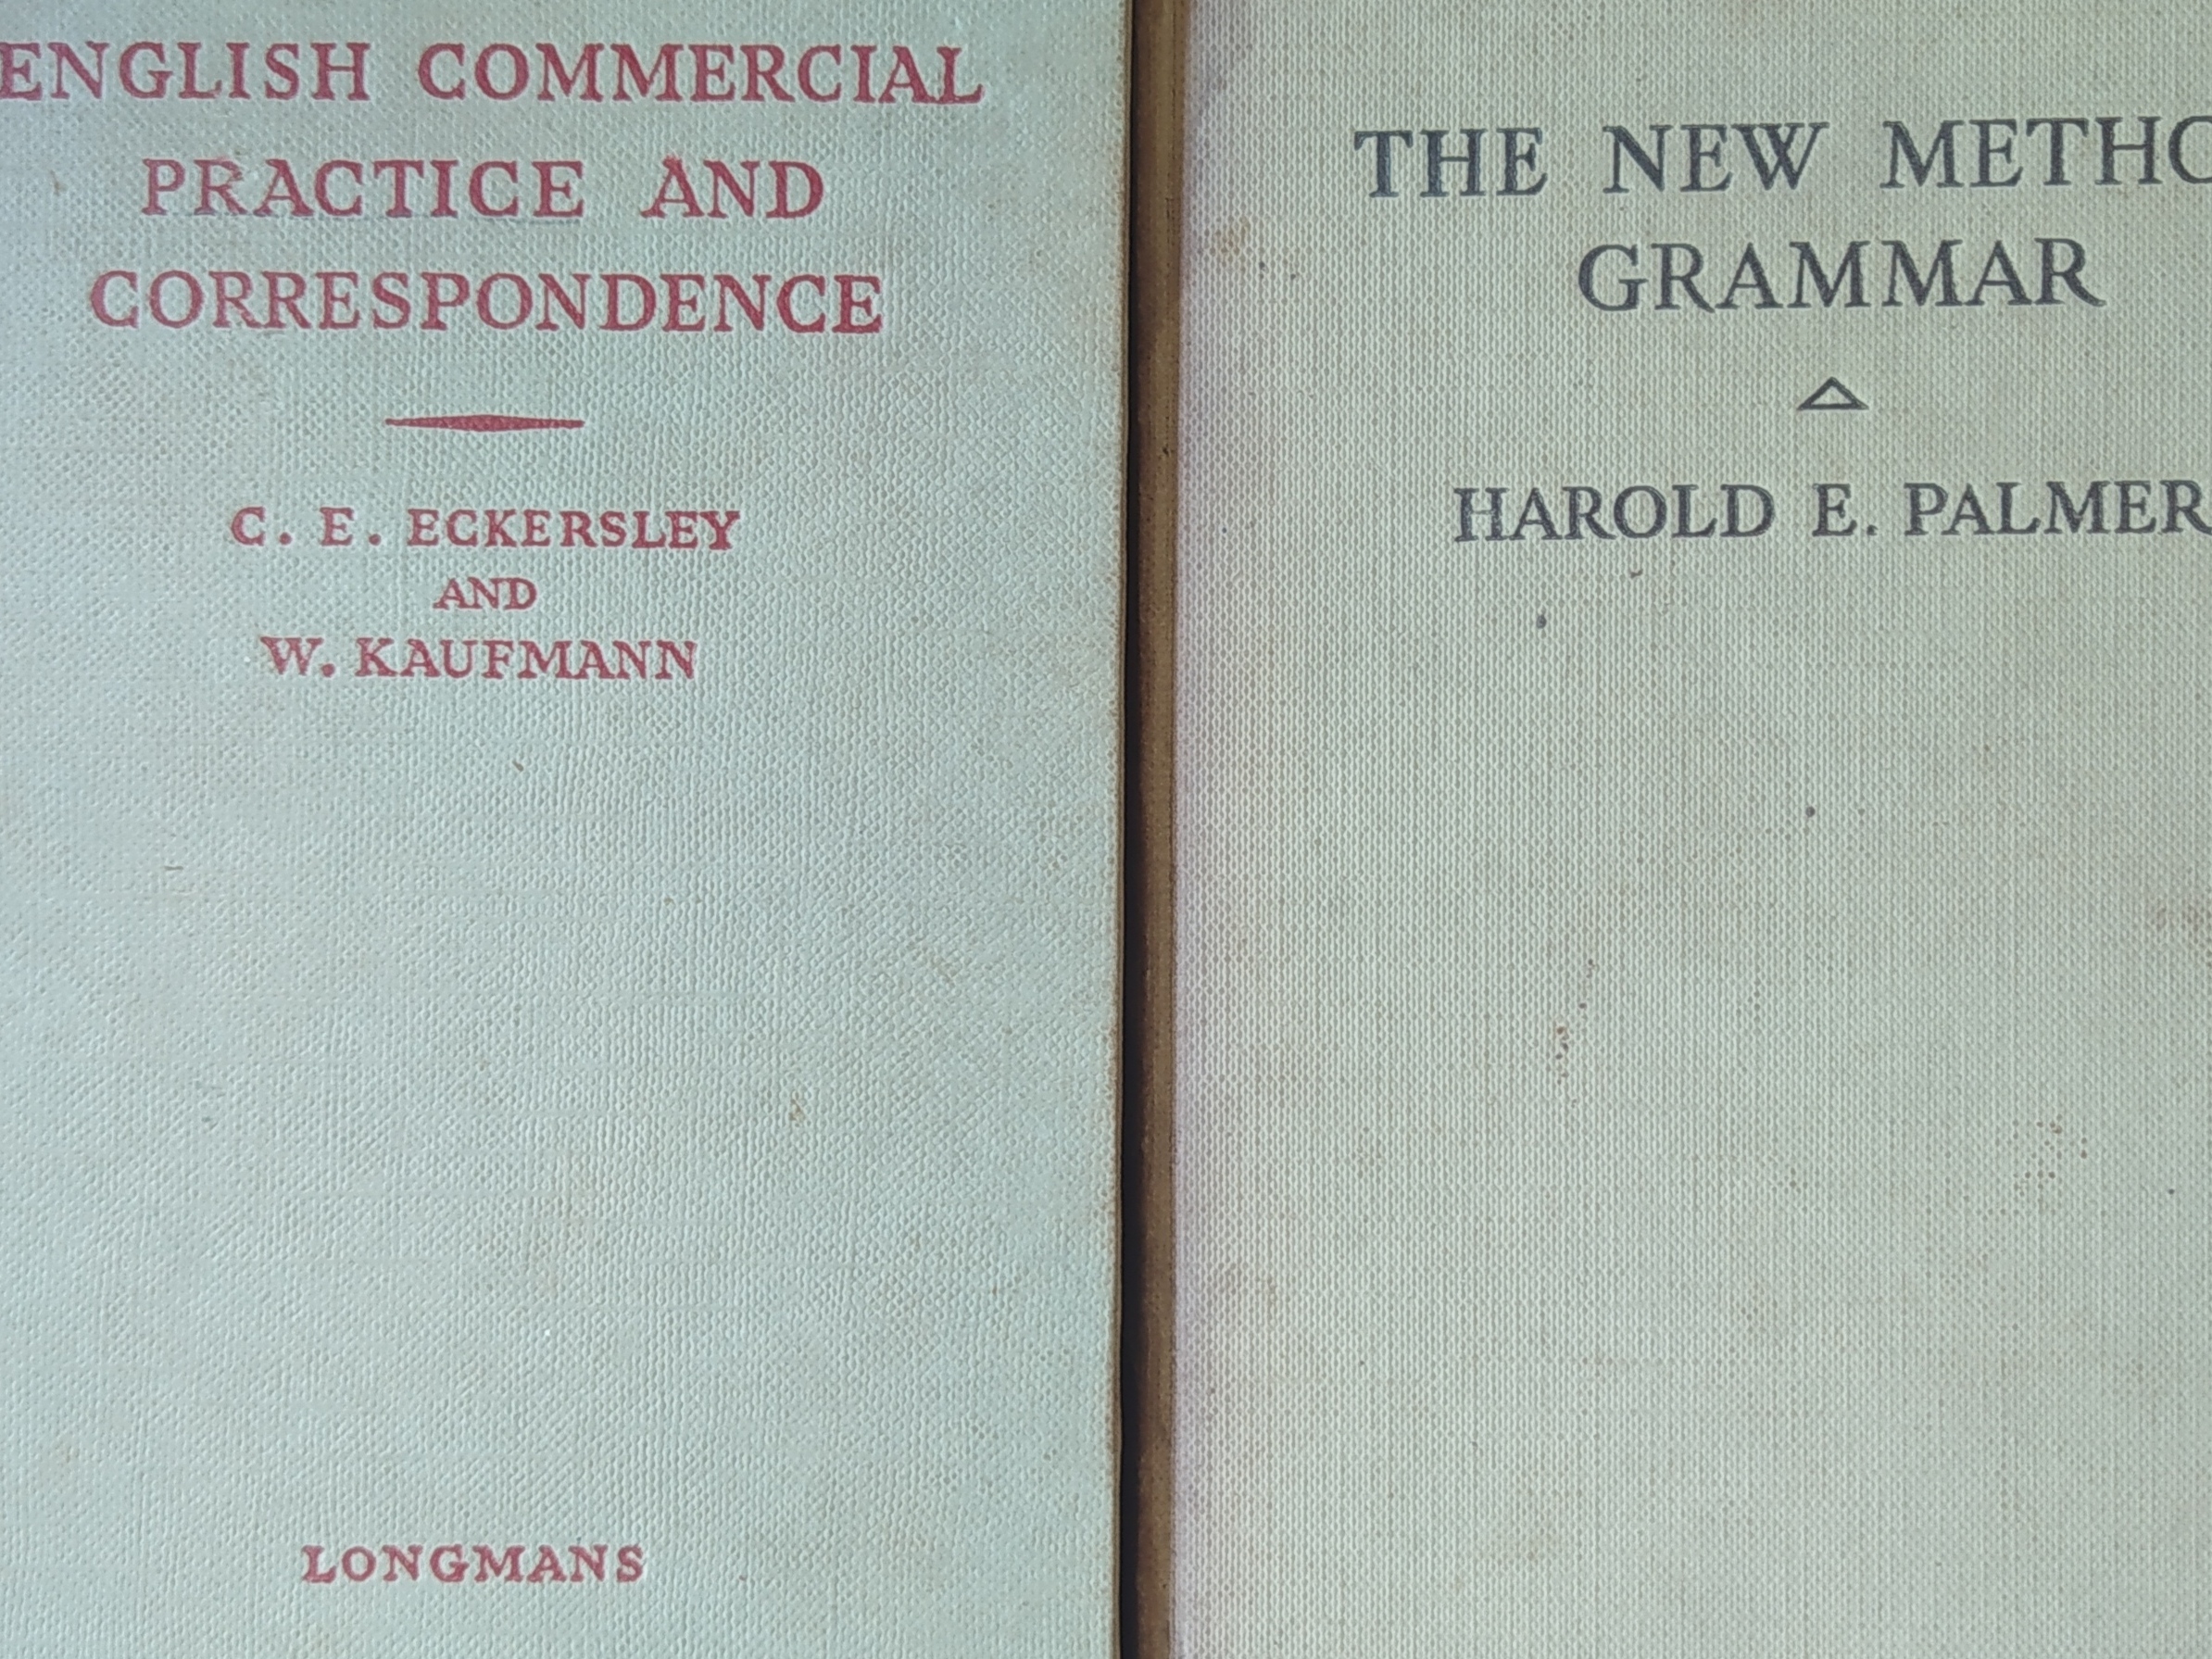 ENGLISH COMMERCIAL
PRACTICE AND
CORRESPONDENCE
C. E. ECKERSLEY
AND
W. KAUFMANN
LONGMANS
THE NEW METHO
GRAMMAR
HAROLD E. PALMER